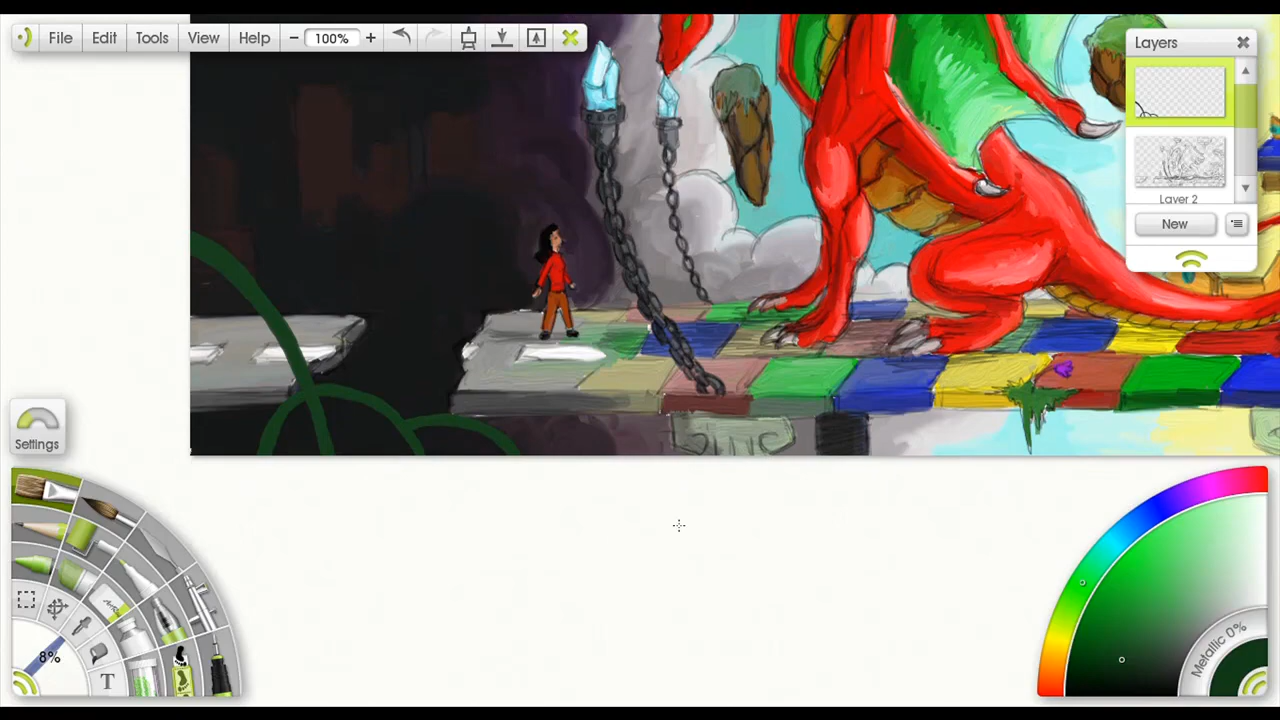 File Edit Tools View Help − 100% +
Layers
Layer 2
New
Settings
8%
T
Metallic 0%